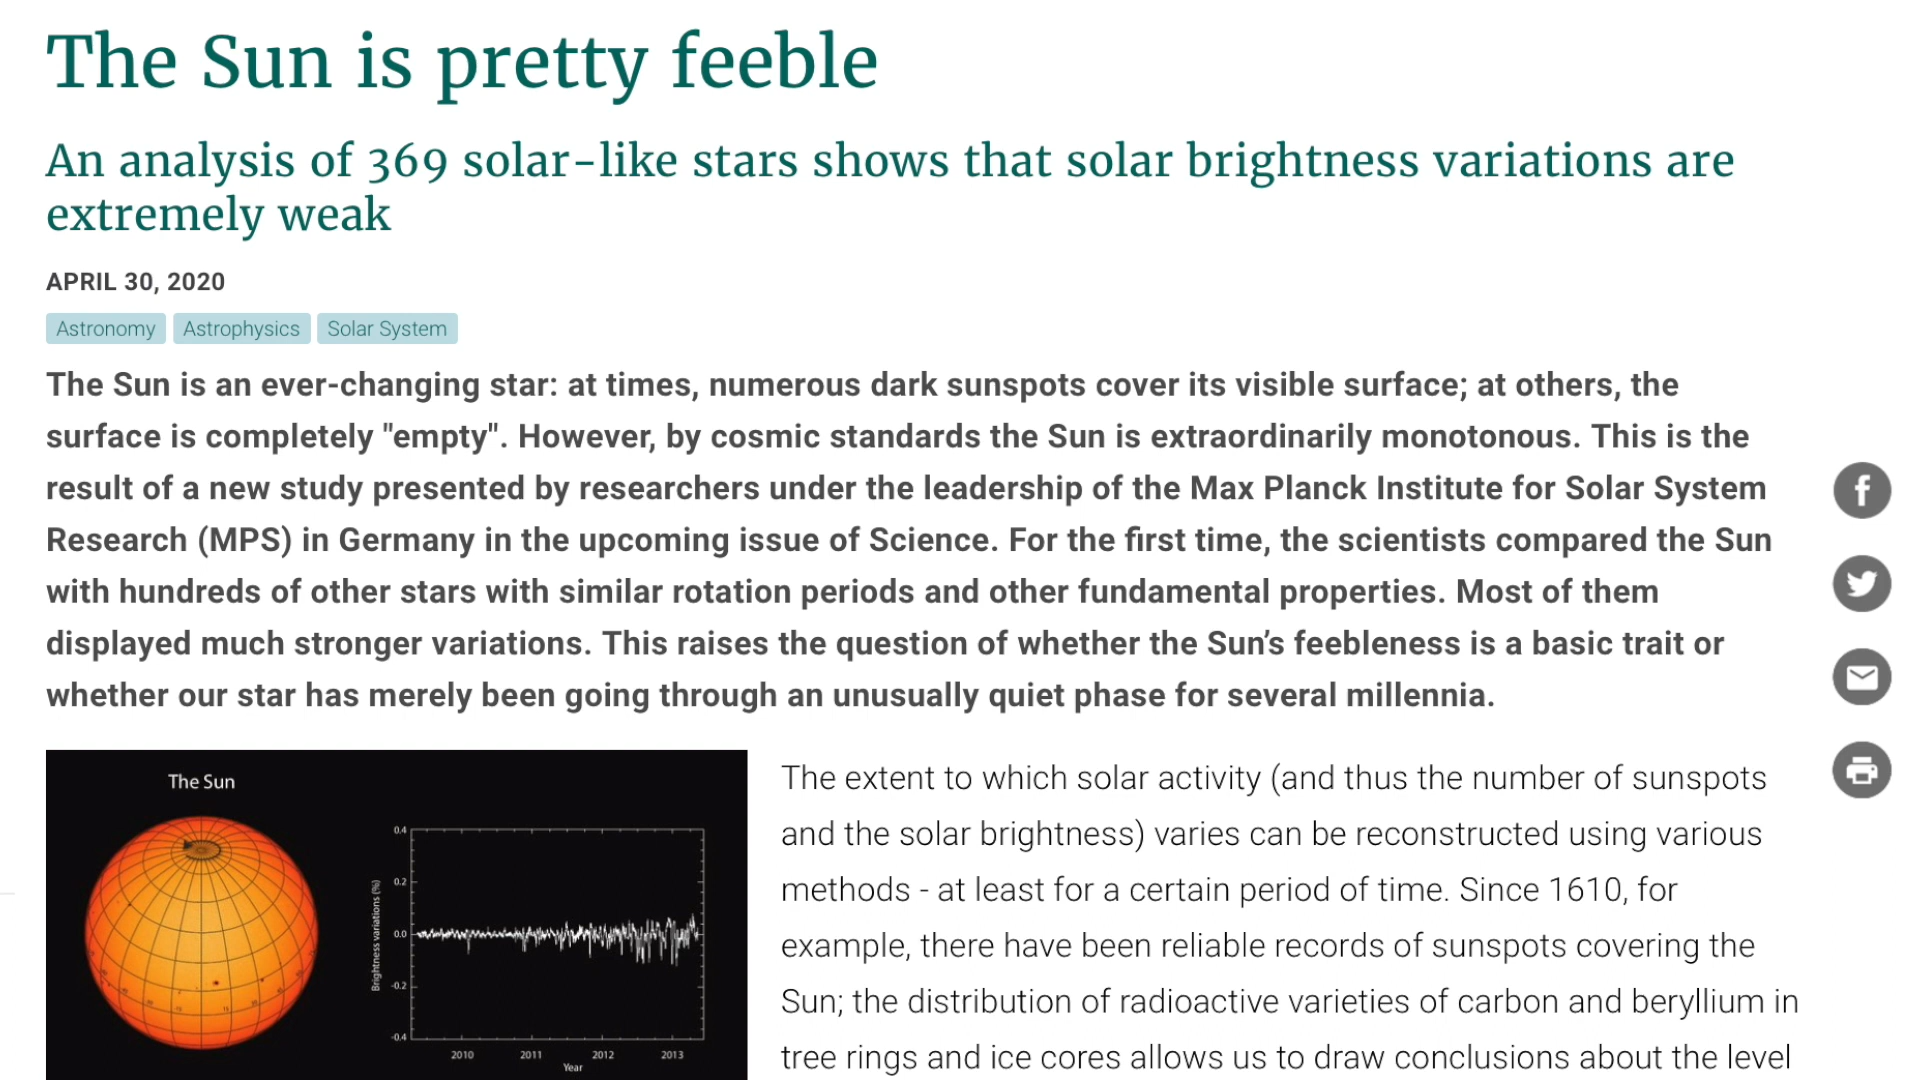 The Sun is pretty feeble
An analysis of 369 solar-like stars shows that solar brightness variations are
extremely weak
APRIL 30, 2020
Astronomy Astrophysics Solar System
The Sun is an ever-changing star: at times, numerous dark sunspots cover its visible surface; at others, the
surface is completely "empty". However, by cosmic standards the Sun is extraordinarily monotonous. This is the
result of a new study presented by researchers under the leadership of the Max Planck Institute for Solar System
Research (MPS) in Germany in the upcoming issue of Science. For the first time, the scientists compared the Sun
with hundreds of other stars with similar rotation periods and other fundamental properties. Most of them
displayed much stronger variations. This raises the question of whether the Sun’s feebleness is a basic trait or
whether our star has merely been going through an unusually quiet phase for several millennia.
The Sun
0.4
0.2
0.0
-0.2
-0.4
Brightness variations (%)
2010 2011 2012 2013
Year
The extent to which solar activity (and thus the number of sunspots
and the solar brightness) varies can be reconstructed using various
methods - at least for a certain period of time. Since 1610, for
example, there have been reliable records of sunspots covering the
Sun; the distribution of radioactive varieties of carbon and beryllium in
tree rings and ice cores allows us to draw conclusions about the level